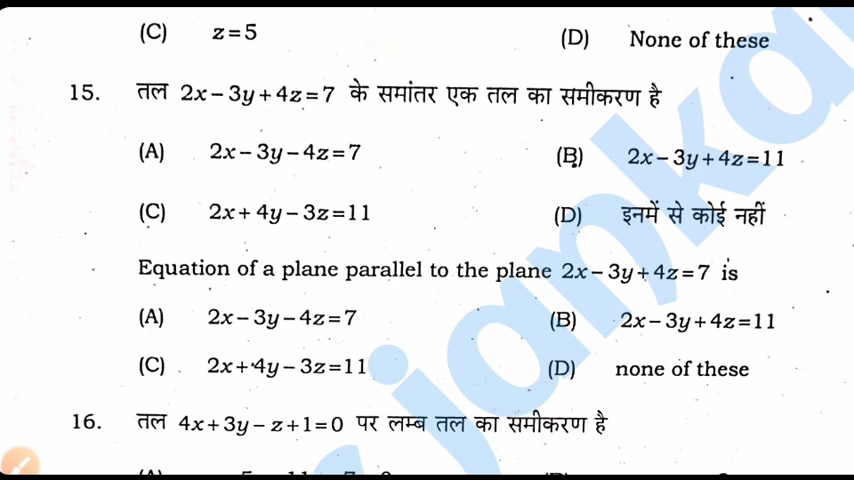 (C) z=5 (D) None of these
15. तल 2x−3y+4z=7 के समांतर एक तल का समीकरण है
(A) 2x−3y−4z=7 (B) 2x−3y+4z=11
(C) 2x+4y−3z=11 (D) इनमें से कोई नहीं
Equation of a plane parallel to the plane 2x−3y+4z=7 is
(A) 2x−3y−4z=7 (B) 2x−3y+4z=11
(C) 2x+4y−3z=11 (D) none of these
16. तल 4x+3y−z+1=0 पर लम्ब तल का समीकरण है